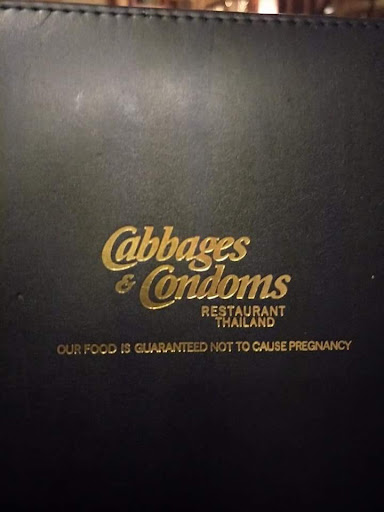 Cabbages
& Condoms
RESTAURANT
THAILAND
OUR FOOD IS GUARANTEED NOT TO CAUSE PREGNANCY